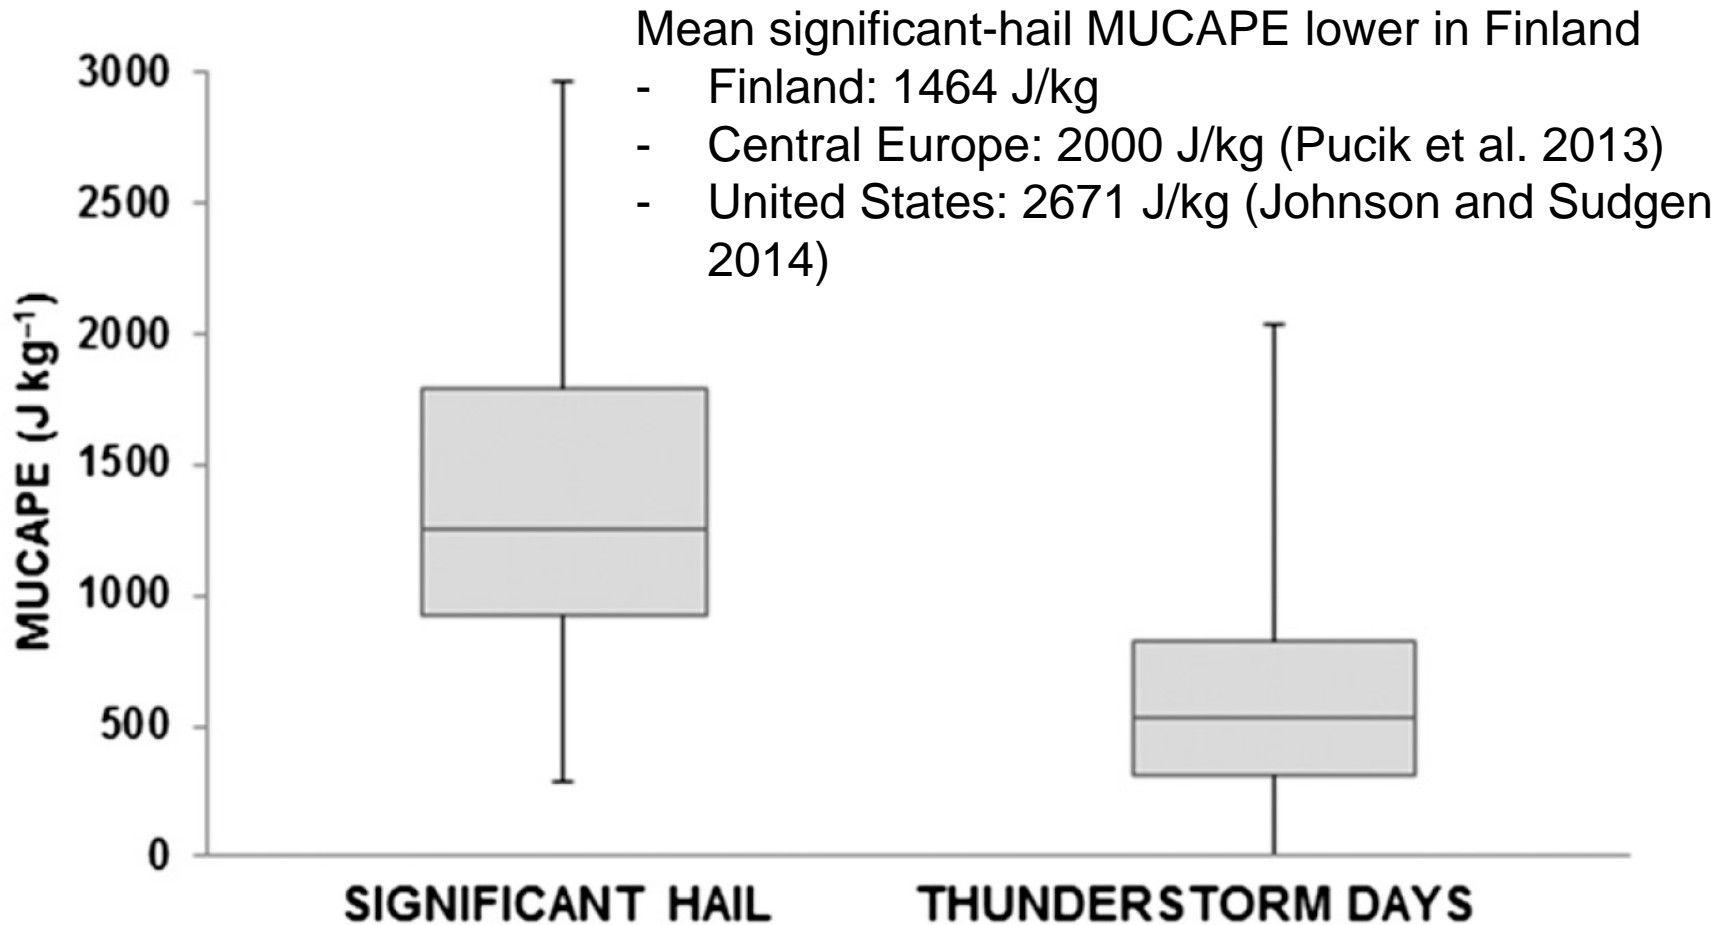 Mean significant-hail MUCAPE lower in Finland
- Finland: 1464 J/kg
- Central Europe: 2000 J/kg (Pucik et al. 2013)
- United States: 2671 J/kg (Johnson and Sudgen
2014)
MUCAPE (J kg⁻¹)
3000
2500
2000
1500
1000
500
0
SIGNIFICANT HAIL
THUNDERSTORM DAYS